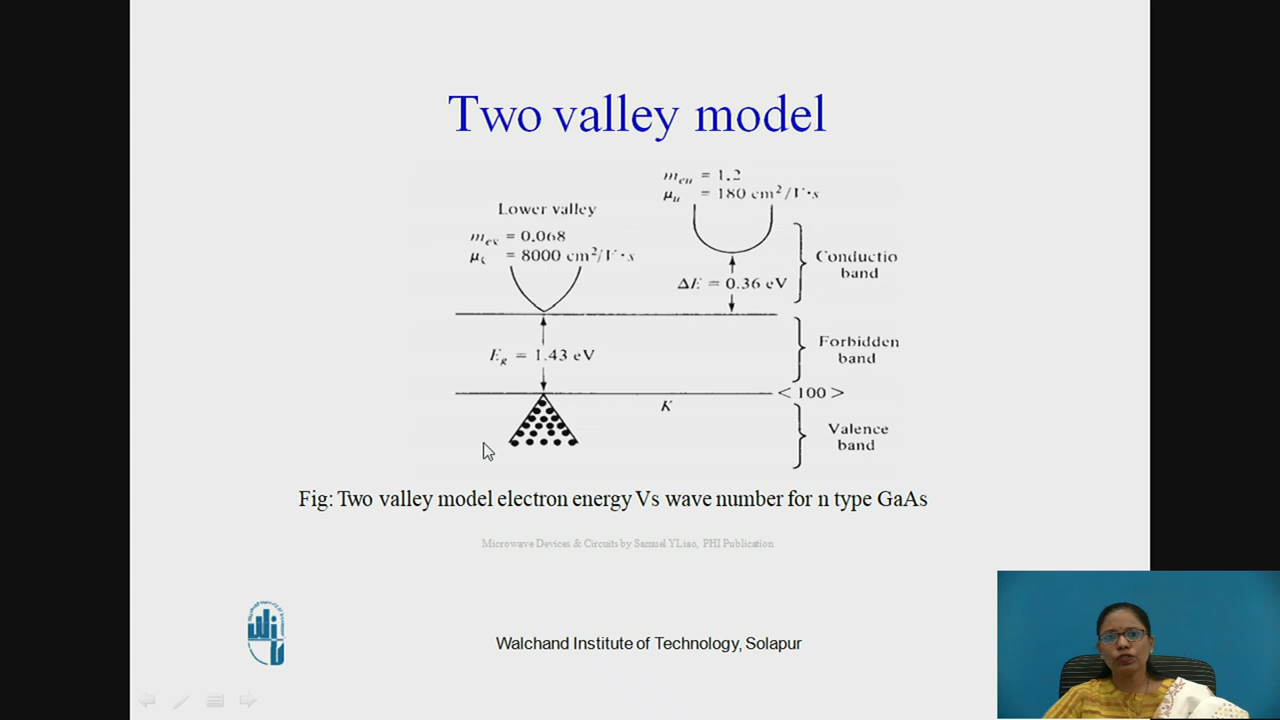 Two valley model
m_eu = 1.2
μ_u = 180 cm²/V·s
Lower valley
m_eℓ = 0.068
μ_ℓ = 8000 cm²/V·s
Conductio
band
ΔE = 0.36 eV
Forbidden
band
E_g = 1.43 eV
<100>
K
Valence
band
Fig: Two valley model electron energy Vs wave number for n type GaAs
Microwave Devices & Circuits by Samuel YLiao, PHI Publication
Walchand Institute of Technology, Solapur